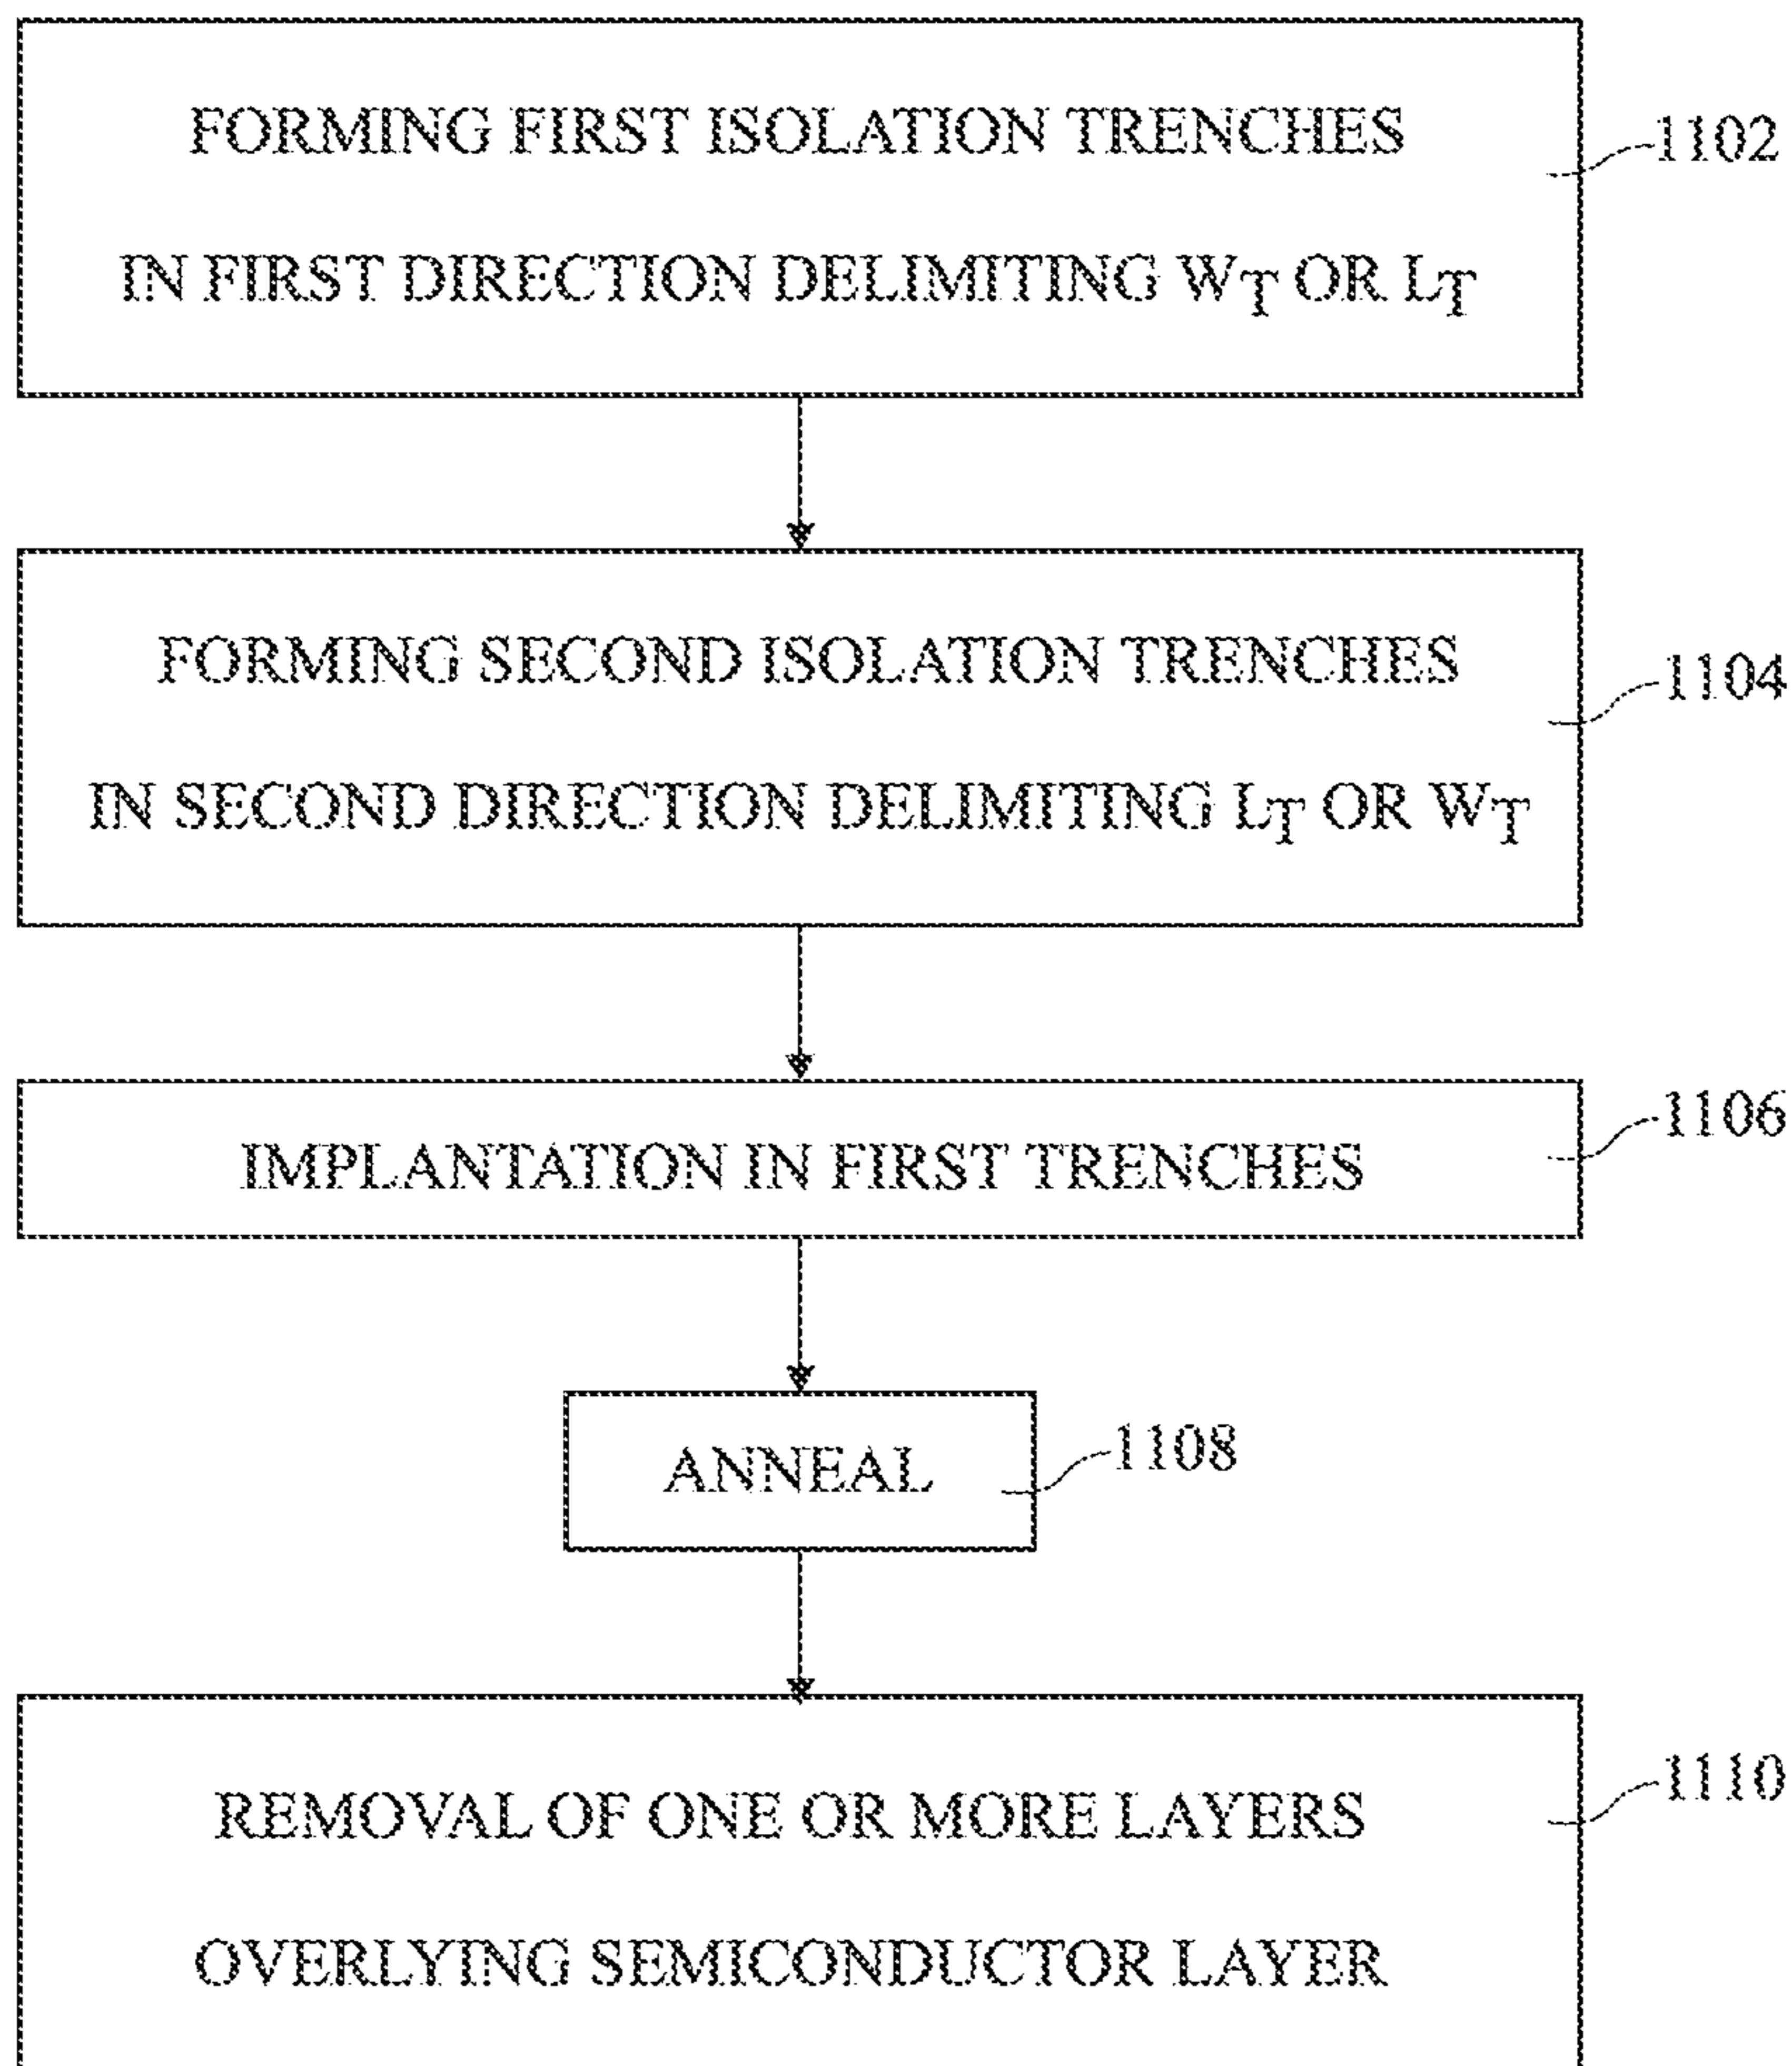 FORMING FIRST ISOLATION TRENCHES
IN FIRST DIRECTION DELIMITING WT OR LT
1102
FORMING SECOND ISOLATION TRENCHES
IN SECOND DIRECTION DELIMITING LT OR WT
1104
IMPLANTATION IN FIRST TRENCHES
1106
ANNEAL
1108
REMOVAL OF ONE OR MORE LAYERS
OVERLYING SEMICONDUCTOR LAYER
1110